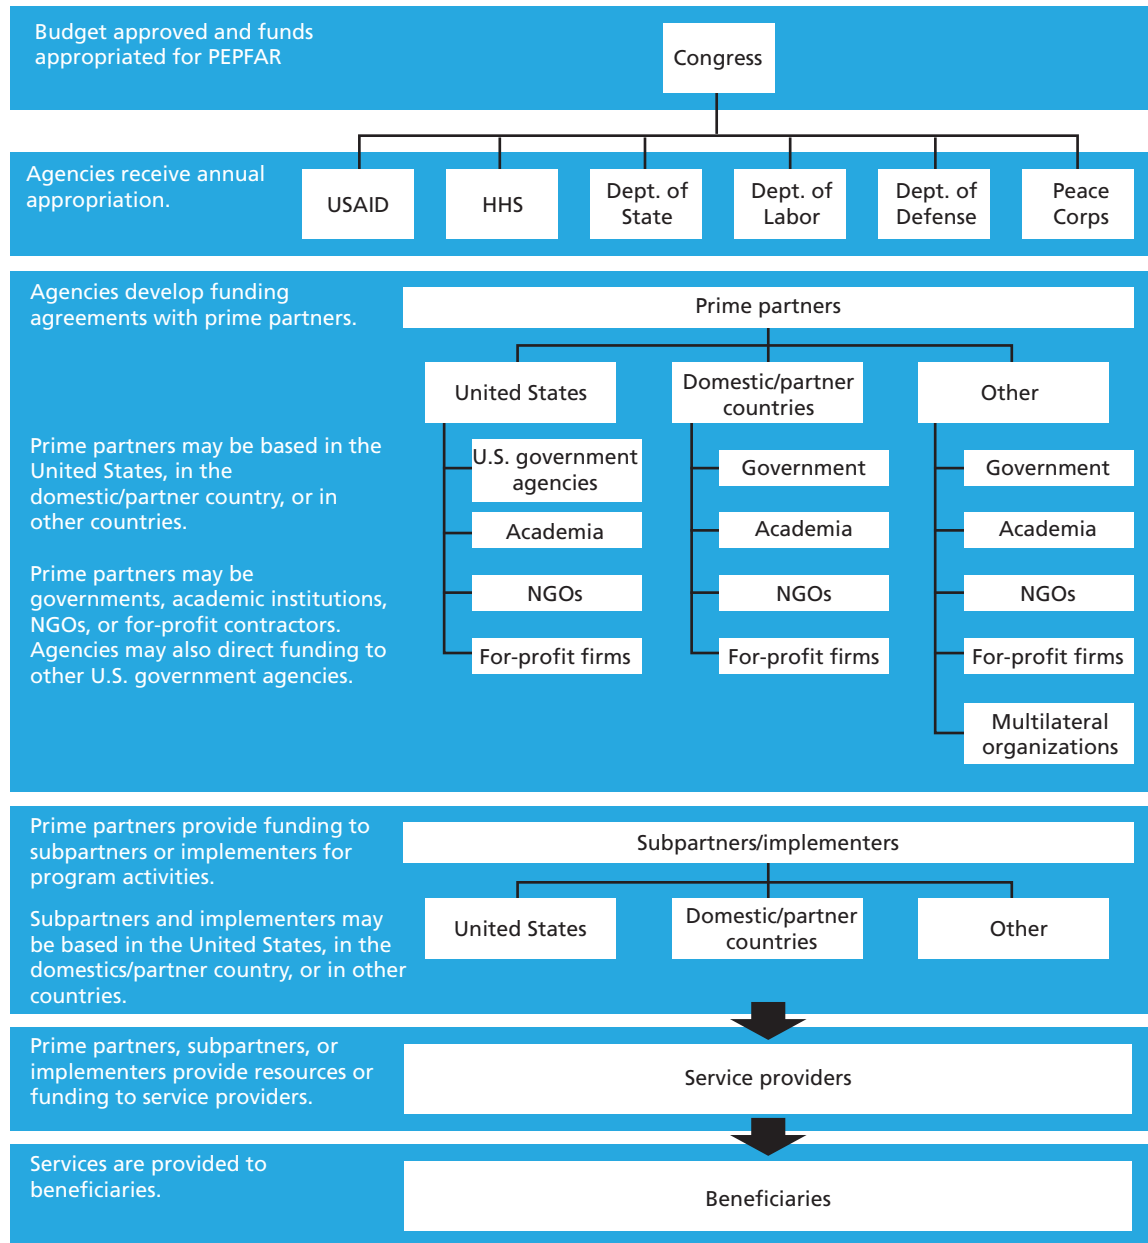 Budget approved and funds
appropriated for PEPFAR
Congress
Agencies receive annual
appropriation.
USAID
HHS
Dept. of
State
Dept. of
Labor
Dept. of
Defense
Peace
Corps
Agencies develop funding
agreements with prime partners.
Prime partners
United States
Domestic/partner
countries
Other
Prime partners may be based in the
United States, in the
domestic/partner country, or in
other countries.
Prime partners may be
governments, academic institutions,
NGOs, or for-profit contractors.
Agencies may also direct funding to
other U.S. government agencies.
U.S. government
agencies
Academia
NGOs
For-profit firms
Government
Academia
NGOs
For-profit firms
Government
Academia
NGOs
For-profit firms
Multilateral
organizations
Prime partners provide funding to
subpartners or implementers for
program activities.
Subpartners and implementers may
be based in the United States, in the
domestics/partner country, or in other
countries.
Subpartners/implementers
United States
Domestic/partner
countries
Other
Prime partners, subpartners, or
implementers provide resources or
funding to service providers.
Service providers
Services are provided to
beneficiaries.
Beneficiaries